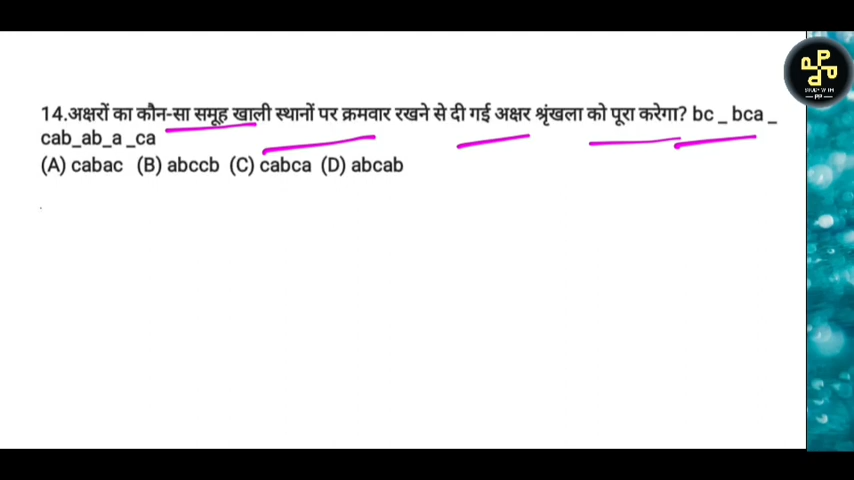 14.अक्षरों का कौन-सा समूह खाली स्थानों पर क्रमवार रखने से दी गई अक्षर श्रृंखला को पूरा करेगा? bc _ bca _
cab_ab_a _ca
(A) cabac (B) abccb (C) cabca (D) abcab